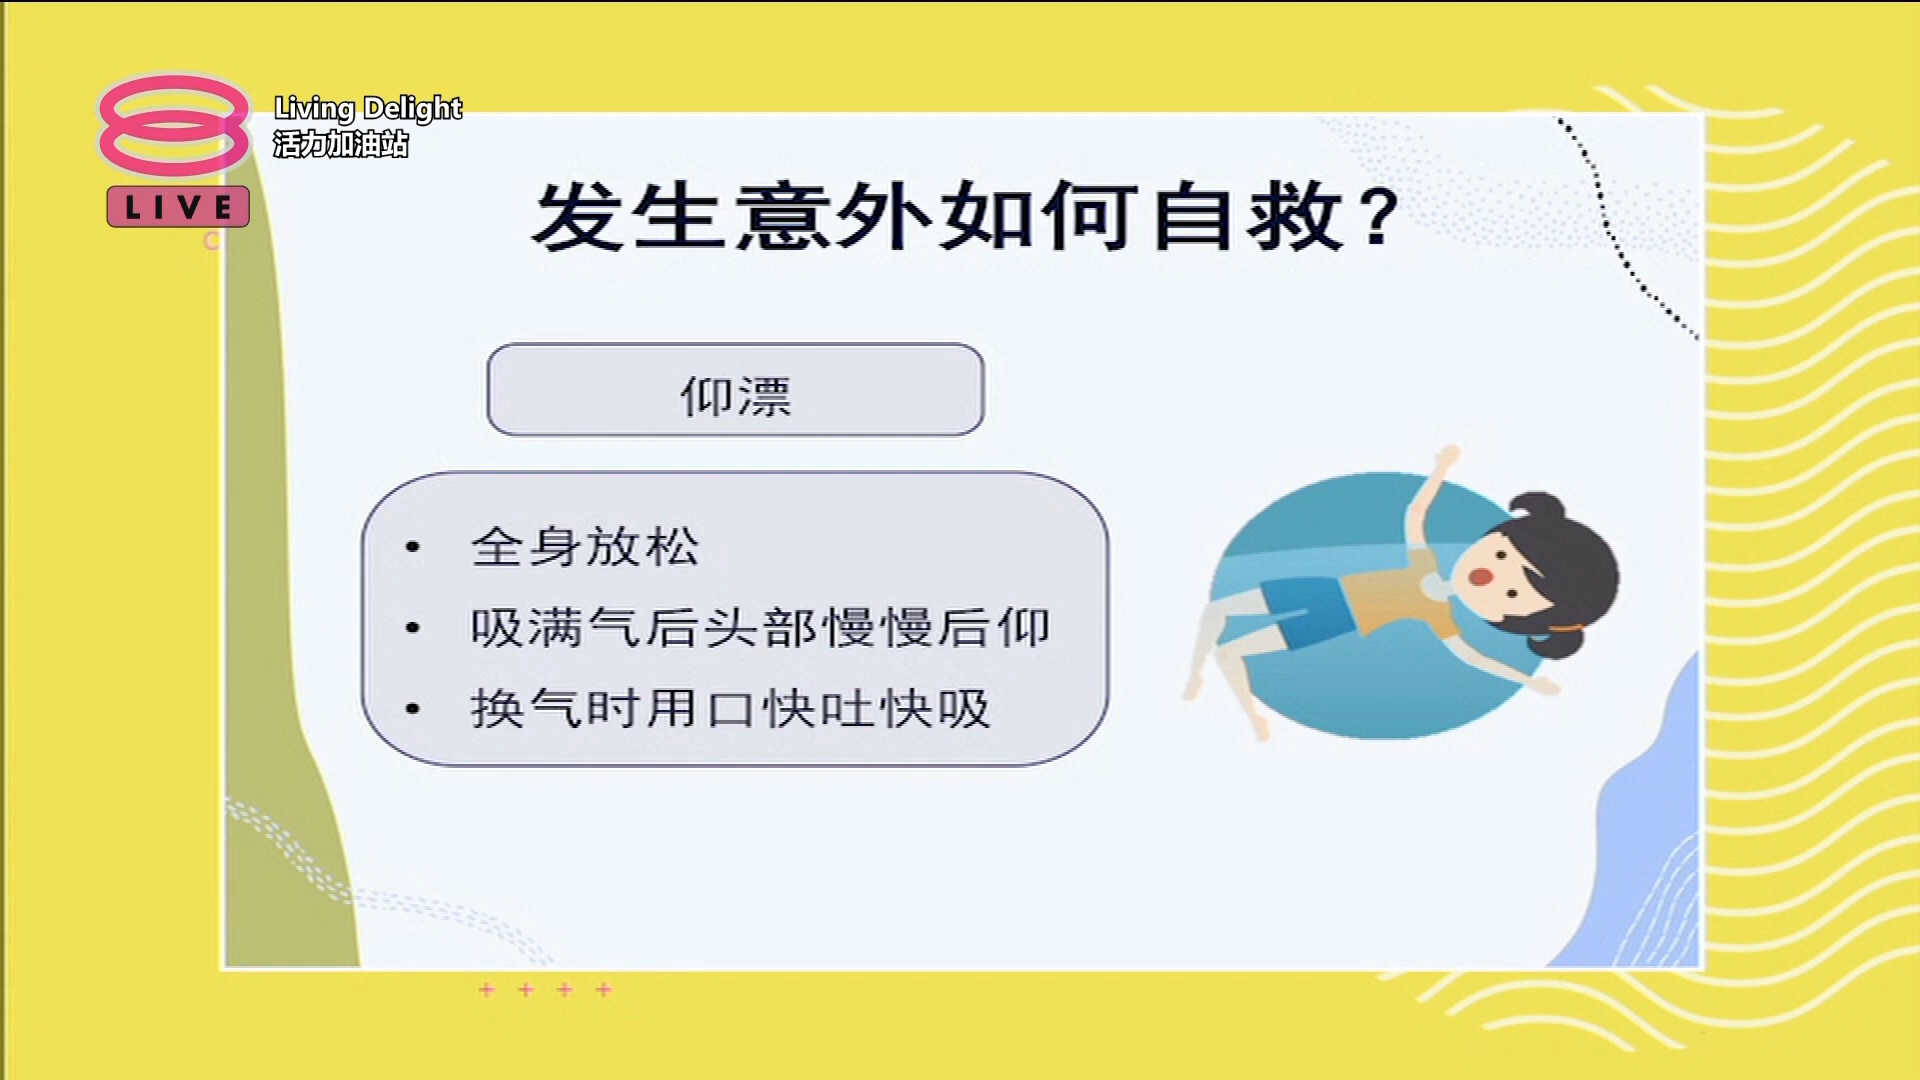 Living Delight
活力加油站
LIVE
发生意外如何自救?
仰漂
• 全身放松
• 吸满气后头部慢慢后仰
• 换气时用口快吐快吸